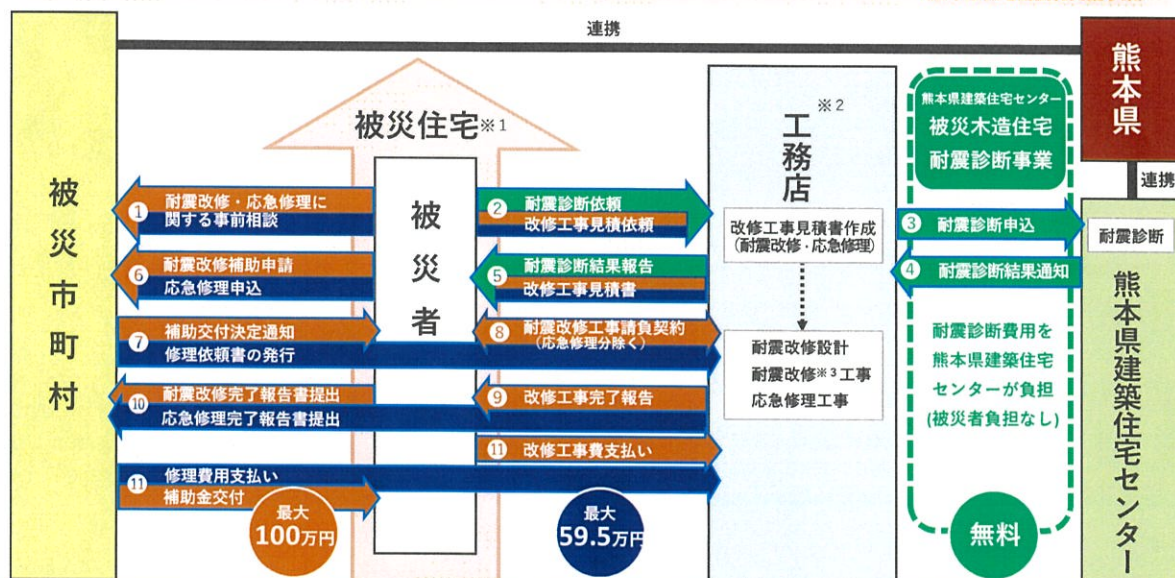 連携
熊本県
連携
被災市町村
被災住宅※1
被災者
※2
工務店
熊本県建築住宅センター
被災木造住宅
耐震診断事業
熊本県建築住宅センター
① 耐震改修・応急修理に
関する事前相談
② 耐震診断依頼
改修工事見積依頼
改修工事見積書作成
(耐震改修・応急修理)
③ 耐震診断申込
耐震診断
④ 耐震診断結果通知
⑤ 耐震診断結果報告
改修工事見積書
⑥ 耐震改修補助申請
応急修理申込
⑦ 補助交付決定通知
修理依頼書の発行
⑧ 耐震改修工事請負契約
(応急修理分除く)
耐震改修設計
耐震改修※3工事
応急修理工事
⑨ 改修工事完了報告
⑩ 耐震改修完了報告書提出
応急修理完了報告書提出
⑪ 改修工事費支払い
⑪ 修理費用支払い
補助金交付
最大
100万円
最大
59.5万円
耐震診断費用を
熊本県建築住宅
センターが負担
(被災者負担なし)
無料